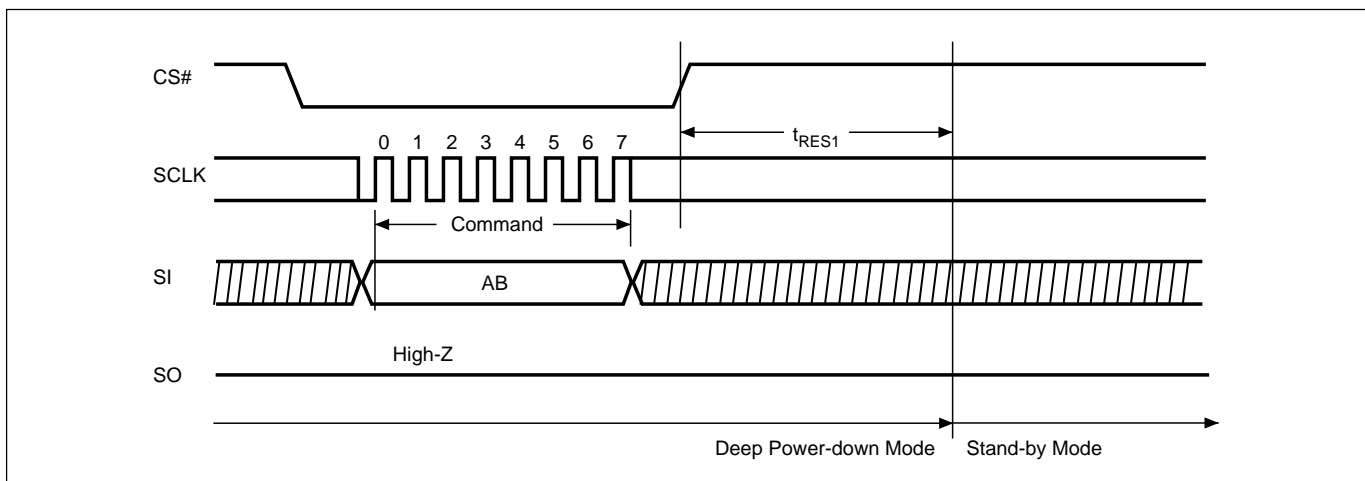 CS#
tRES1
0 1 2 3 4 5 6 7
SCLK
Command
SI
AB
High-Z
SO
Deep Power-down Mode
Stand-by Mode